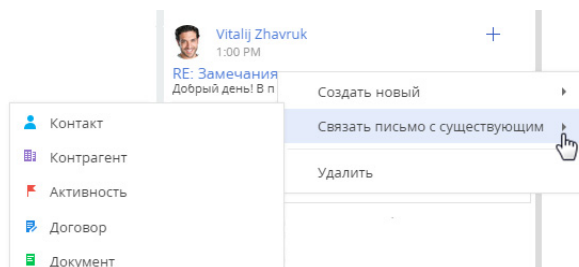 Vitalij Zhavruk
1:00 PM
RE: Замечания
Добрый день! В п
Создать новый
Связать письмо с существующим
Удалить
Контакт
Контрагент
Активность
Договор
Документ